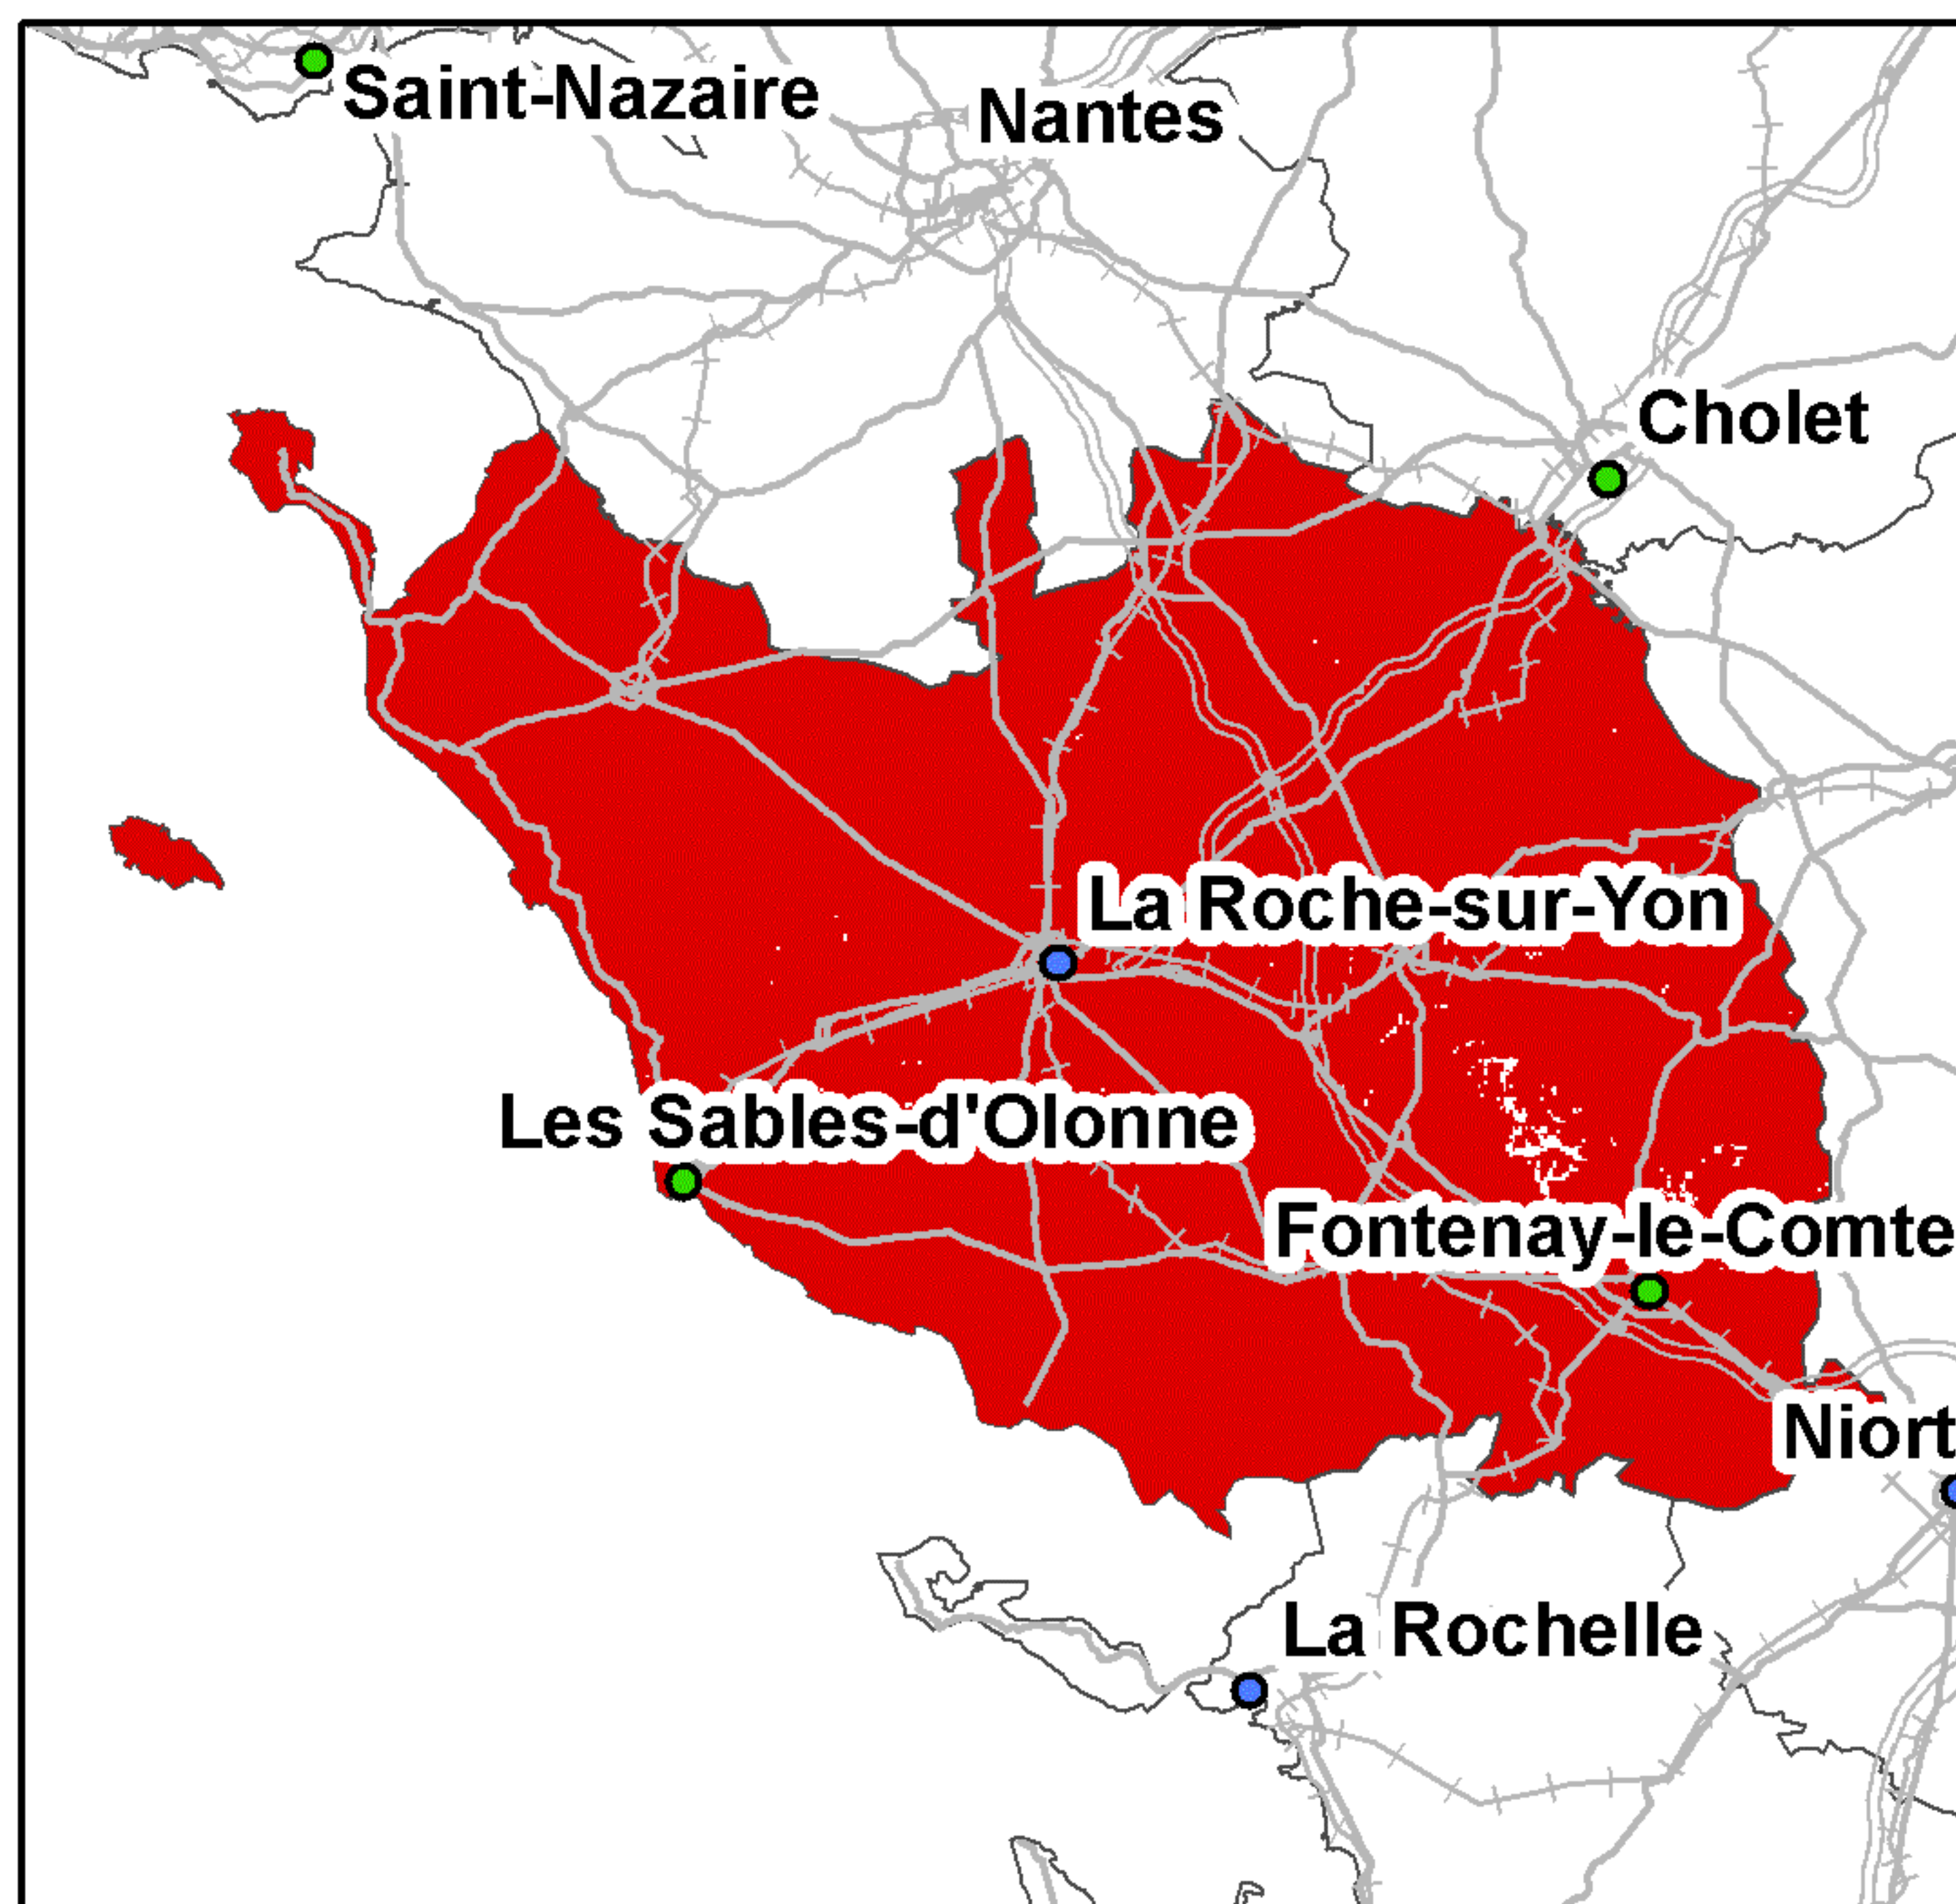 Saint-Nazaire
Nantes
Cholet
La Roche-sur-Yon
Les Sables-d'Olonne
Fontenay-le-Comte
Niort
La Rochelle